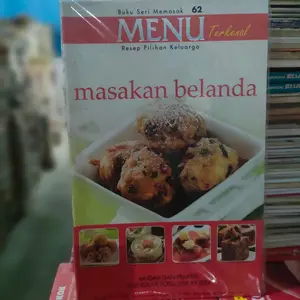 Buku Seri Memasak 62
MENU Terkenal
Resep Pilihan Keluarga
masakan belanda